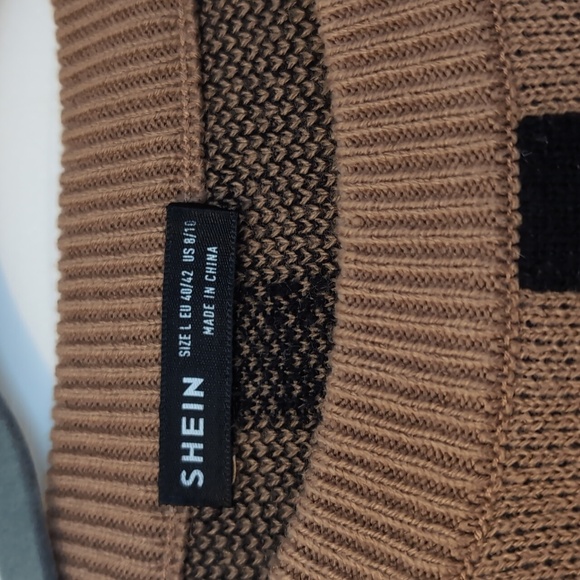 SHEIN
SIZE L EU 40/42 US 8/10
MADE IN CHINA